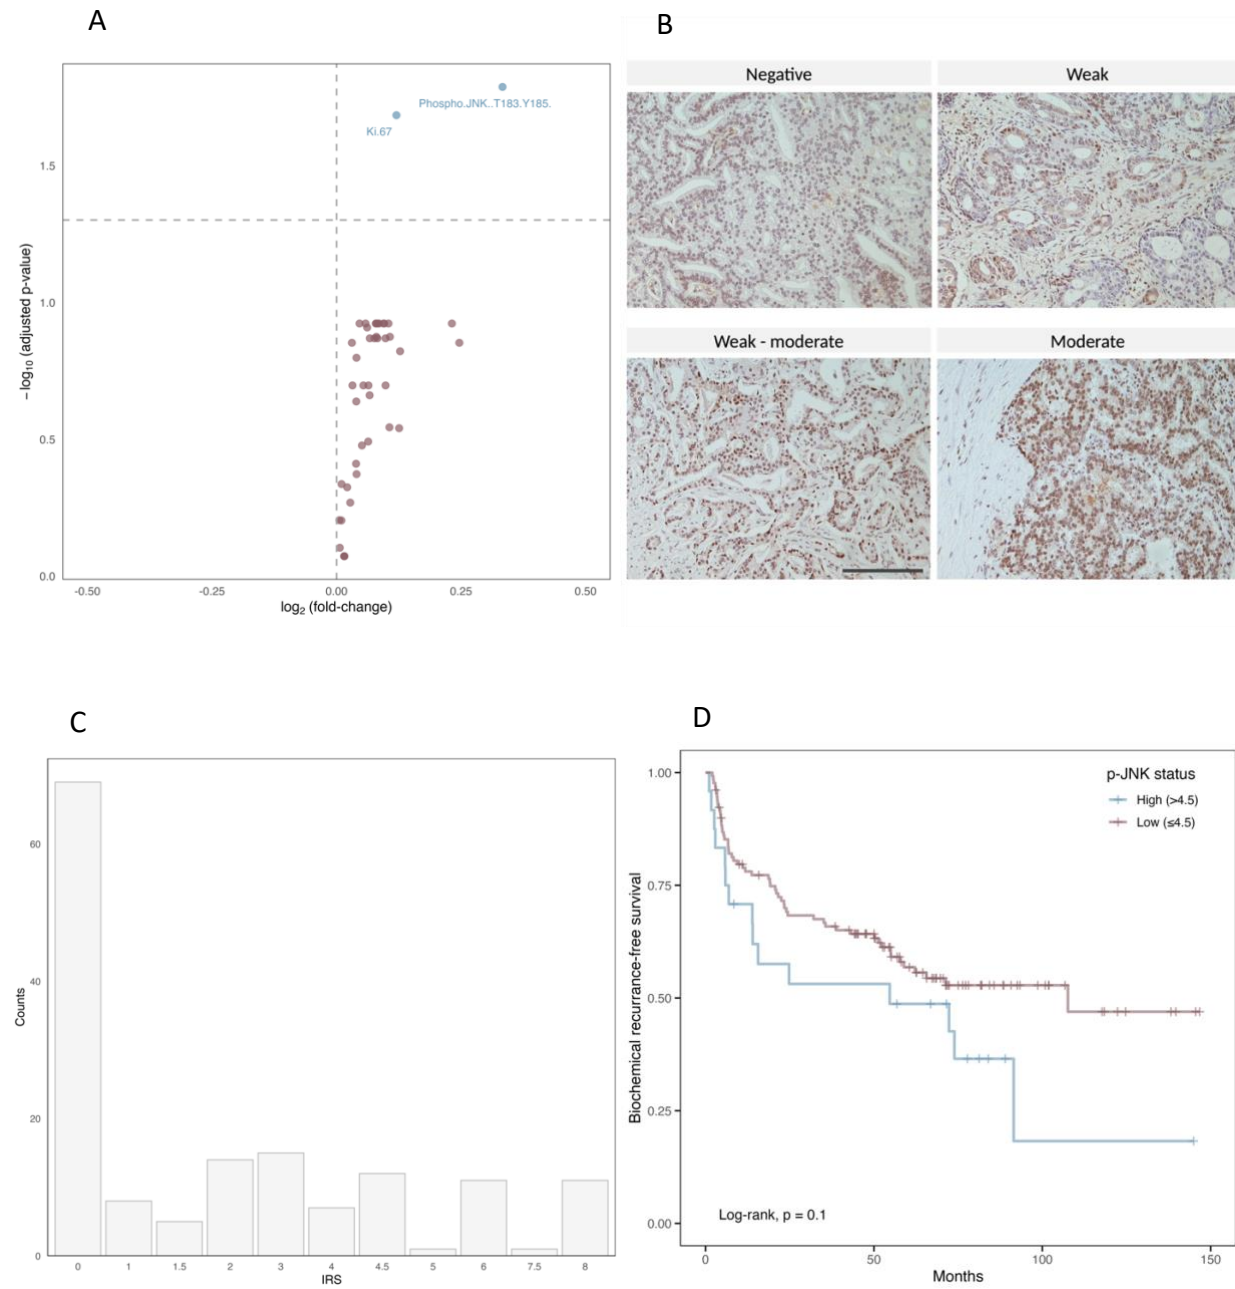 A
B
Phospho.JNK..T183.Y185.
Ki.67
1.5
1.0
0.5
0.0
-0.50
-0.25
0.00
0.25
0.50
−log10 (adjusted p-value)
log2 (fold-change)
Negative
Weak
Weak - moderate
Moderate
C
D
60
40
20
0
Counts
0
1
1.5
2
3
4
4.5
5
6
7.5
8
IRS
1.00
0.75
0.50
0.25
0.00
Biochemical recurrance-free survival
p-JNK status
High (>4.5)
Low (≤4.5)
Log-rank, p = 0.1
0
50
100
150
Months